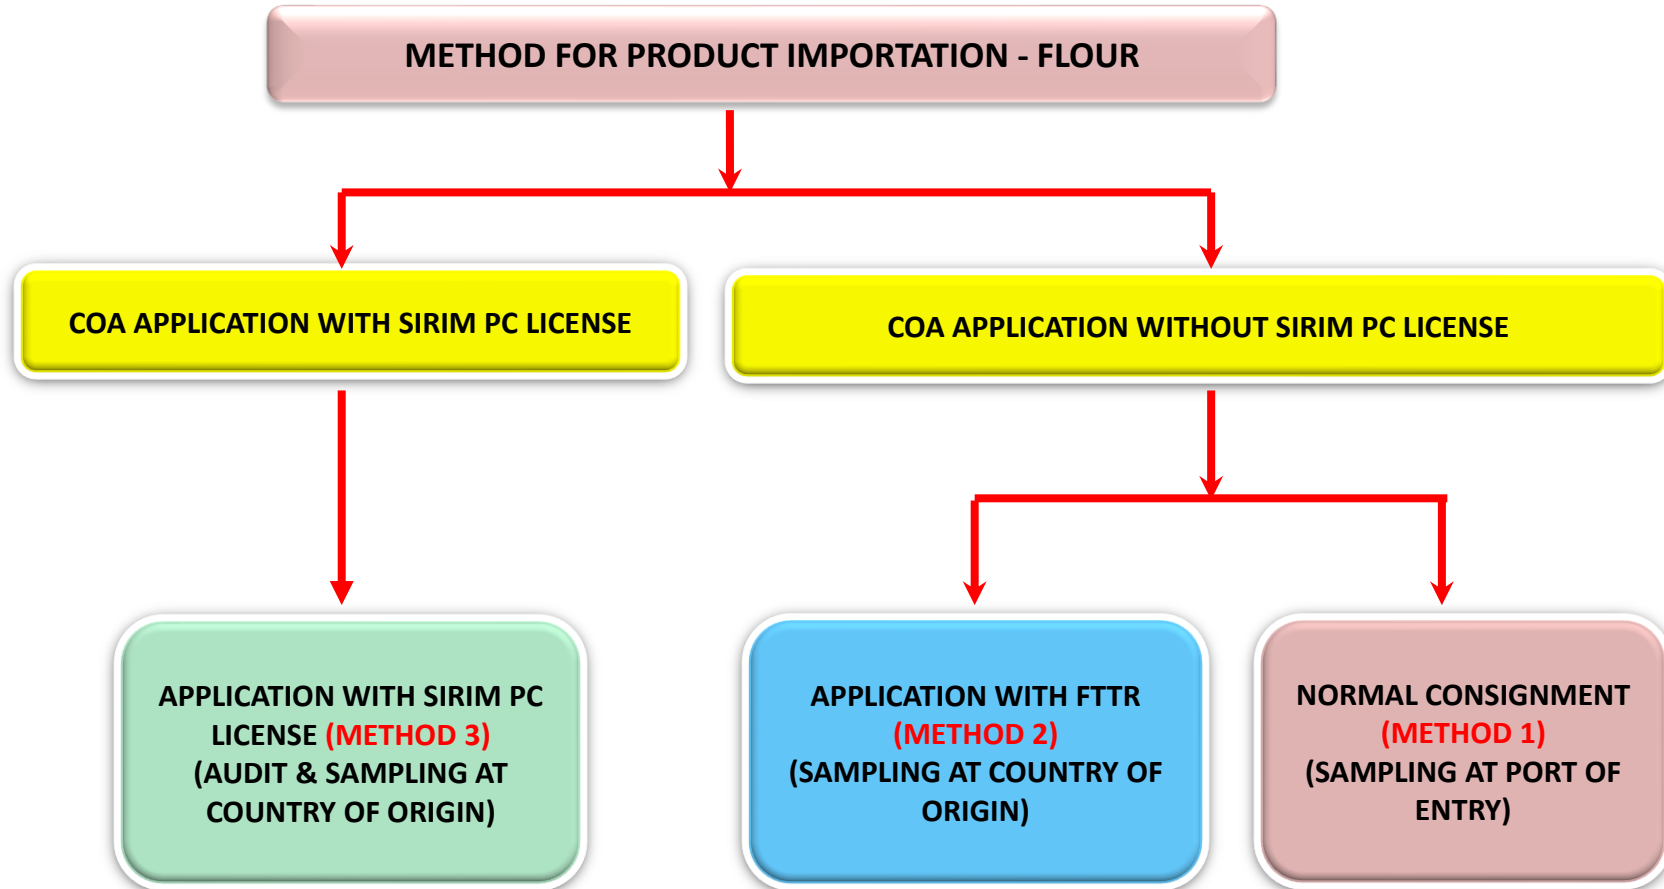 METHOD FOR PRODUCT IMPORTATION - FLOUR
COA APPLICATION WITH SIRIM PC LICENSE
COA APPLICATION WITHOUT SIRIM PC LICENSE
APPLICATION WITH SIRIM PC
LICENSE (METHOD 3)
(AUDIT & SAMPLING AT
COUNTRY OF ORIGIN)
APPLICATION WITH FTTR
(METHOD 2)
(SAMPLING AT COUNTRY OF
ORIGIN)
NORMAL CONSIGNMENT
(METHOD 1)
(SAMPLING AT PORT OF
ENTRY)